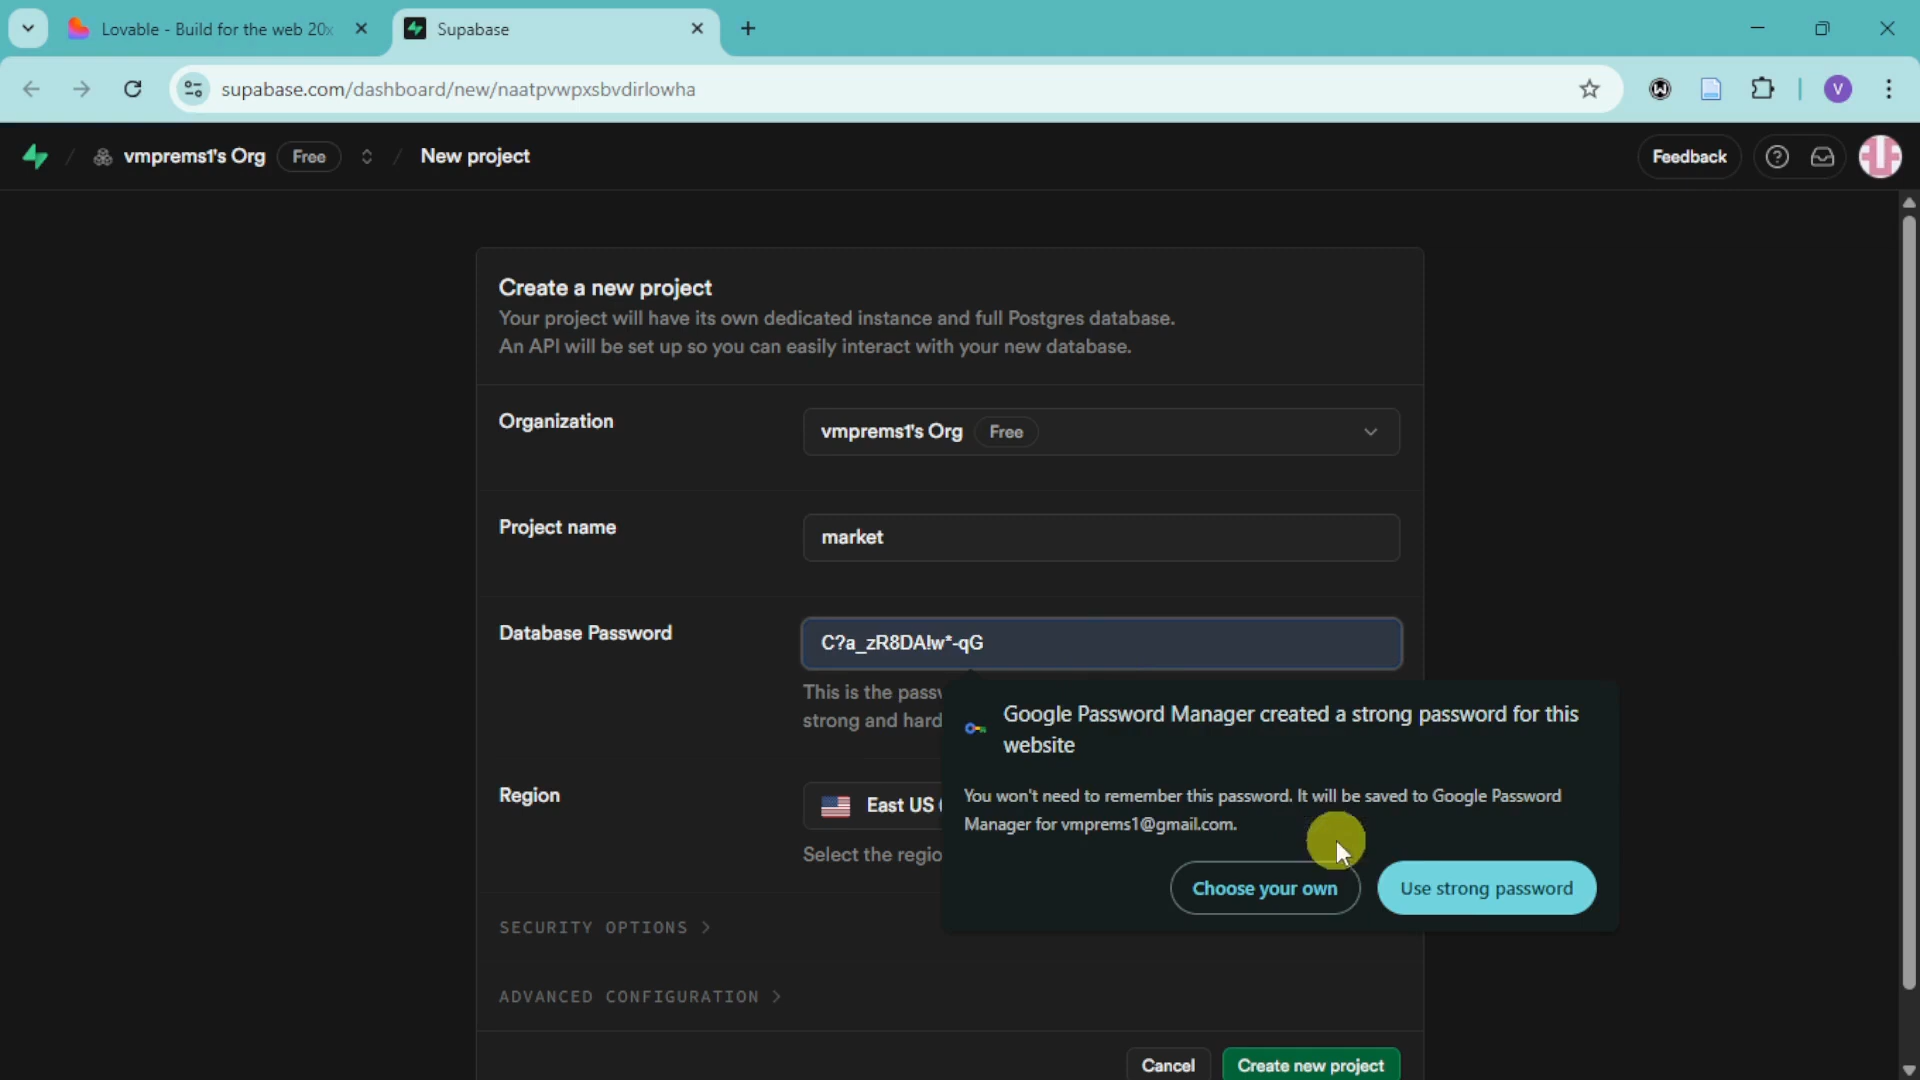 Lovable - Build for the web 20x
Supabase
supabase.com/dashboard/new/naatpvwpxsbvdirlowha
V
vmprems1's Org Free / New project
Feedback
Create a new project
Your project will have its own dedicated instance and full Postgres database.
An API will be set up so you can easily interact with your new database.
Organization
vmprems1's Org Free
Project name
market
Database Password
C?a_zR8DA!w*-qG
This is the
strong and hard
Google Password Manager created a strong password for this
website
You won't need to remember this password. It will be saved to Google Password
Manager for vmprems1@gmail.com.
Choose your own
Use strong password
Region
East US
Select the
SECURITY OPTIONS >
ADVANCED CONFIGURATION >
Cancel
Create new project